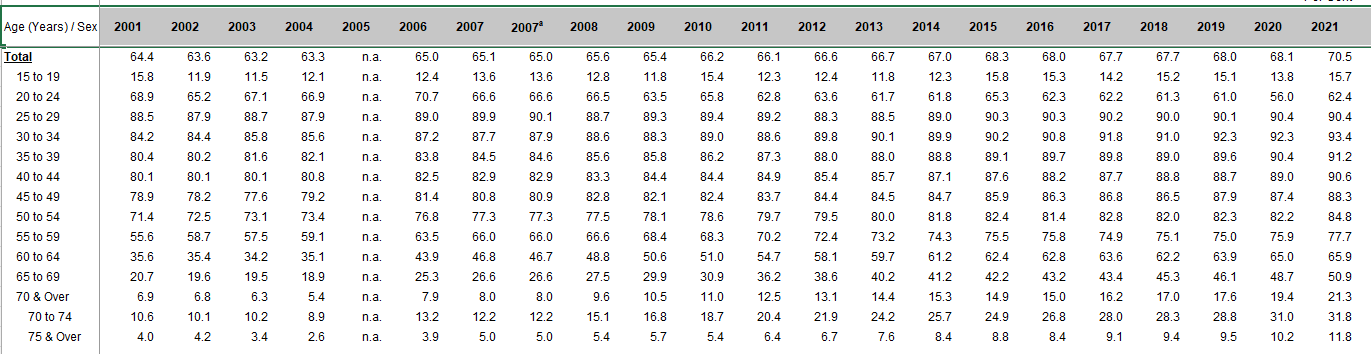 Age (Years) / Sex 2001 2002 2003 2004 2005 2006 2007 2007ª 2008 2009 2010 2011 2012 2013 2014 2015 2016 2017 2018 2019 2020 2021
Total 64.4 63.6 63.2 63.3 n.a. 65.0 65.1 65.0 65.6 65.4 66.2 66.1 66.6 66.7 67.0 68.3 68.0 67.7 67.7 68.0 68.1 70.5
15 to 19 15.8 11.9 11.5 12.1 n.a. 12.4 13.6 13.6 12.8 11.8 15.4 12.3 12.4 11.8 12.3 15.8 15.3 14.2 15.2 15.1 13.8 15.7
20 to 24 68.9 65.2 67.1 66.9 n.a. 70.7 66.6 66.6 66.5 63.5 65.8 62.8 63.6 61.7 61.8 65.3 62.3 62.2 61.3 61.0 56.0 62.4
25 to 29 88.5 87.9 88.7 87.9 n.a. 89.0 89.9 90.1 88.7 89.3 89.4 89.2 88.3 88.5 89.0 90.3 90.3 90.2 90.0 90.1 90.4 90.4
30 to 34 84.2 84.4 85.8 85.6 n.a. 87.2 87.7 87.9 88.6 88.3 89.0 88.6 89.8 90.1 89.9 90.2 90.8 91.8 91.0 92.3 92.3 93.4
35 to 39 80.4 80.2 81.6 82.1 n.a. 83.8 84.5 84.6 85.6 85.8 86.2 87.3 88.0 88.0 88.8 89.1 89.7 89.8 89.0 89.6 90.4 91.2
40 to 44 80.1 80.1 80.1 80.8 n.a. 82.5 82.9 82.9 83.3 84.4 84.4 84.9 85.4 85.7 87.1 87.6 88.2 87.7 88.8 88.7 89.0 90.6
45 to 49 78.9 78.2 77.6 79.2 n.a. 81.4 80.8 80.9 82.8 82.1 82.4 83.7 84.4 84.5 84.7 85.9 86.3 86.8 86.5 87.9 87.4 88.3
50 to 54 71.4 72.5 73.1 73.4 n.a. 76.8 77.3 77.3 77.5 78.1 78.6 79.7 79.5 80.0 81.8 82.4 81.4 82.8 82.0 82.3 82.2 84.8
55 to 59 55.6 58.7 57.5 59.1 n.a. 63.5 66.0 66.0 66.6 68.4 68.3 70.2 72.4 73.2 74.3 75.5 75.8 74.9 75.1 75.0 75.9 77.7
60 to 64 35.6 35.4 34.2 35.1 n.a. 43.9 46.8 46.7 48.8 50.6 51.0 54.7 58.1 59.7 61.2 62.4 62.8 63.6 62.2 63.9 65.0 65.9
65 to 69 20.7 19.6 19.5 18.9 n.a. 25.3 26.6 26.6 27.5 29.9 30.9 36.2 38.6 40.2 41.2 42.2 43.2 43.4 45.3 46.1 48.7 50.9
70 & Over 6.9 6.8 6.3 5.4 n.a. 7.9 8.0 8.0 9.6 10.5 11.0 12.5 13.1 14.4 15.3 14.9 15.0 16.2 17.0 17.6 19.4 21.3
70 to 74 10.6 10.1 10.2 8.9 n.a. 13.2 12.2 12.2 15.1 16.8 18.7 20.4 21.9 24.2 25.7 24.9 26.8 28.0 28.3 28.8 31.0 31.8
75 & Over 4.0 4.2 3.4 2.6 n.a. 3.9 5.0 5.0 5.4 5.7 5.4 6.4 6.7 7.6 8.4 8.8 8.4 9.1 9.4 9.5 10.2 11.8